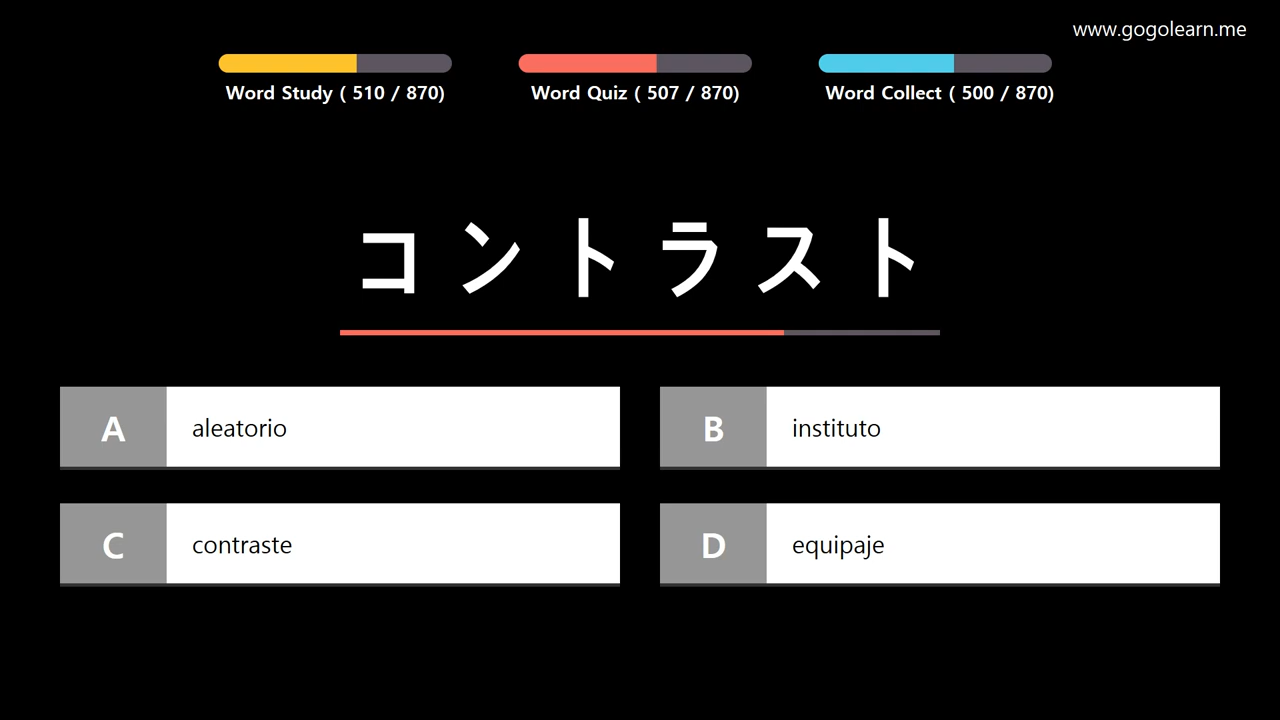 www.gogolearn.me
Word Study ( 510 / 870)
Word Quiz ( 507 / 870)
Word Collect ( 500 / 870)
コントラスト
A aleatorio
B instituto
C contraste
D equipaje